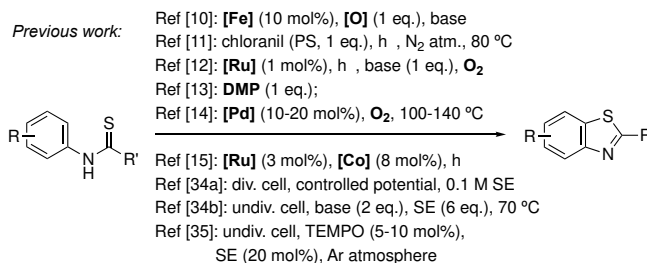 Previous work:
Ref [10]: [Fe] (10 mol%), [O] (1 eq.), base
Ref [11]: chloranil (PS, 1 eq.), h , N2 atm., 80 ºC
Ref [12]: [Ru] (1 mol%), h , base (1 eq.), O2
Ref [13]: DMP (1 eq.);
Ref [14]: [Pd] (10-20 mol%), O2, 100-140 ºC
R
N
H
S
R'
R
S
N
R
Ref [15]: [Ru] (3 mol%), [Co] (8 mol%), h
Ref [34a]: div. cell, controlled potential, 0.1 M SE
Ref [34b]: undiv. cell, base (2 eq.), SE (6 eq.), 70 ºC
Ref [35]: undiv. cell, TEMPO (5-10 mol%),
SE (20 mol%), Ar atmosphere